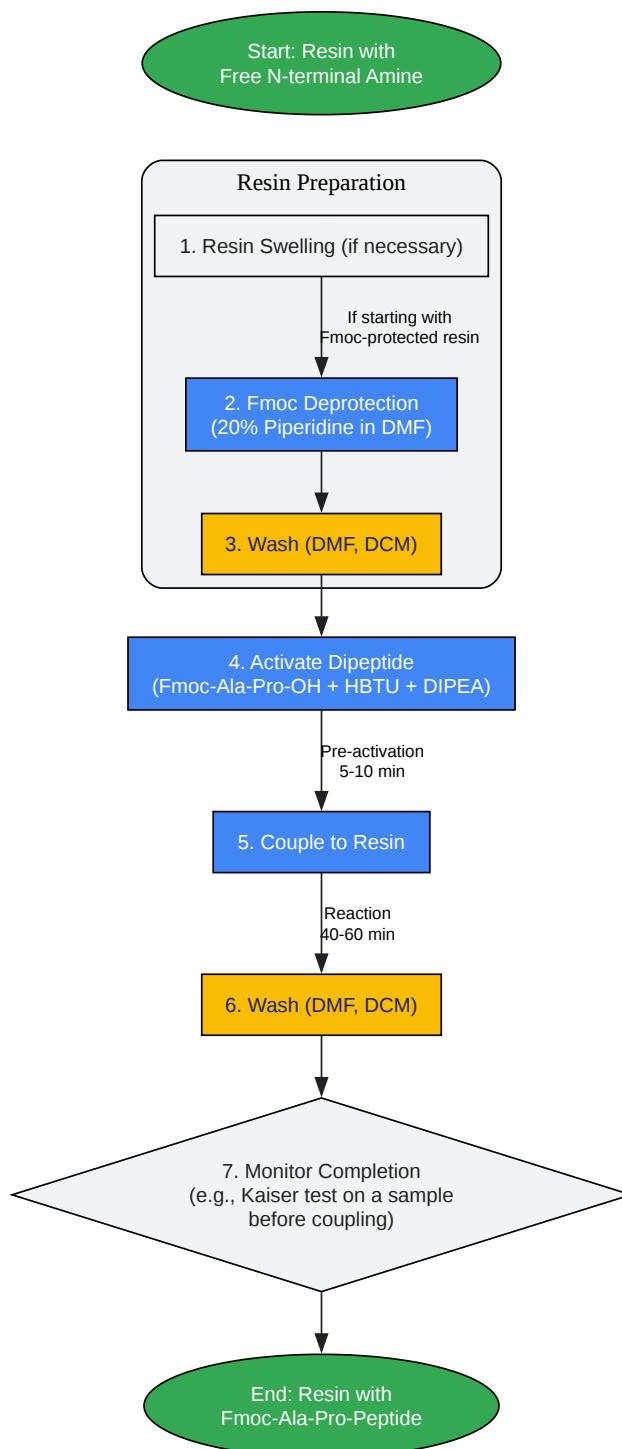 Start: Resin with
Free N-terminal Amine
Resin Preparation
1. Resin Swelling (if necessary)
If starting with
Fmoc-protected resin
2. Fmoc Deprotection
(20% Piperidine in DMF)
3. Wash (DMF, DCM)
4. Activate Dipeptide
(Fmoc-Ala-Pro-OH + HBTU + DIPEA)
Pre-activation
5-10 min
5. Couple to Resin
Reaction
40-60 min
6. Wash (DMF, DCM)
7. Monitor Completion
(e.g., Kaiser test on a sample
before coupling)
End: Resin with
Fmoc-Ala-Pro-Peptide